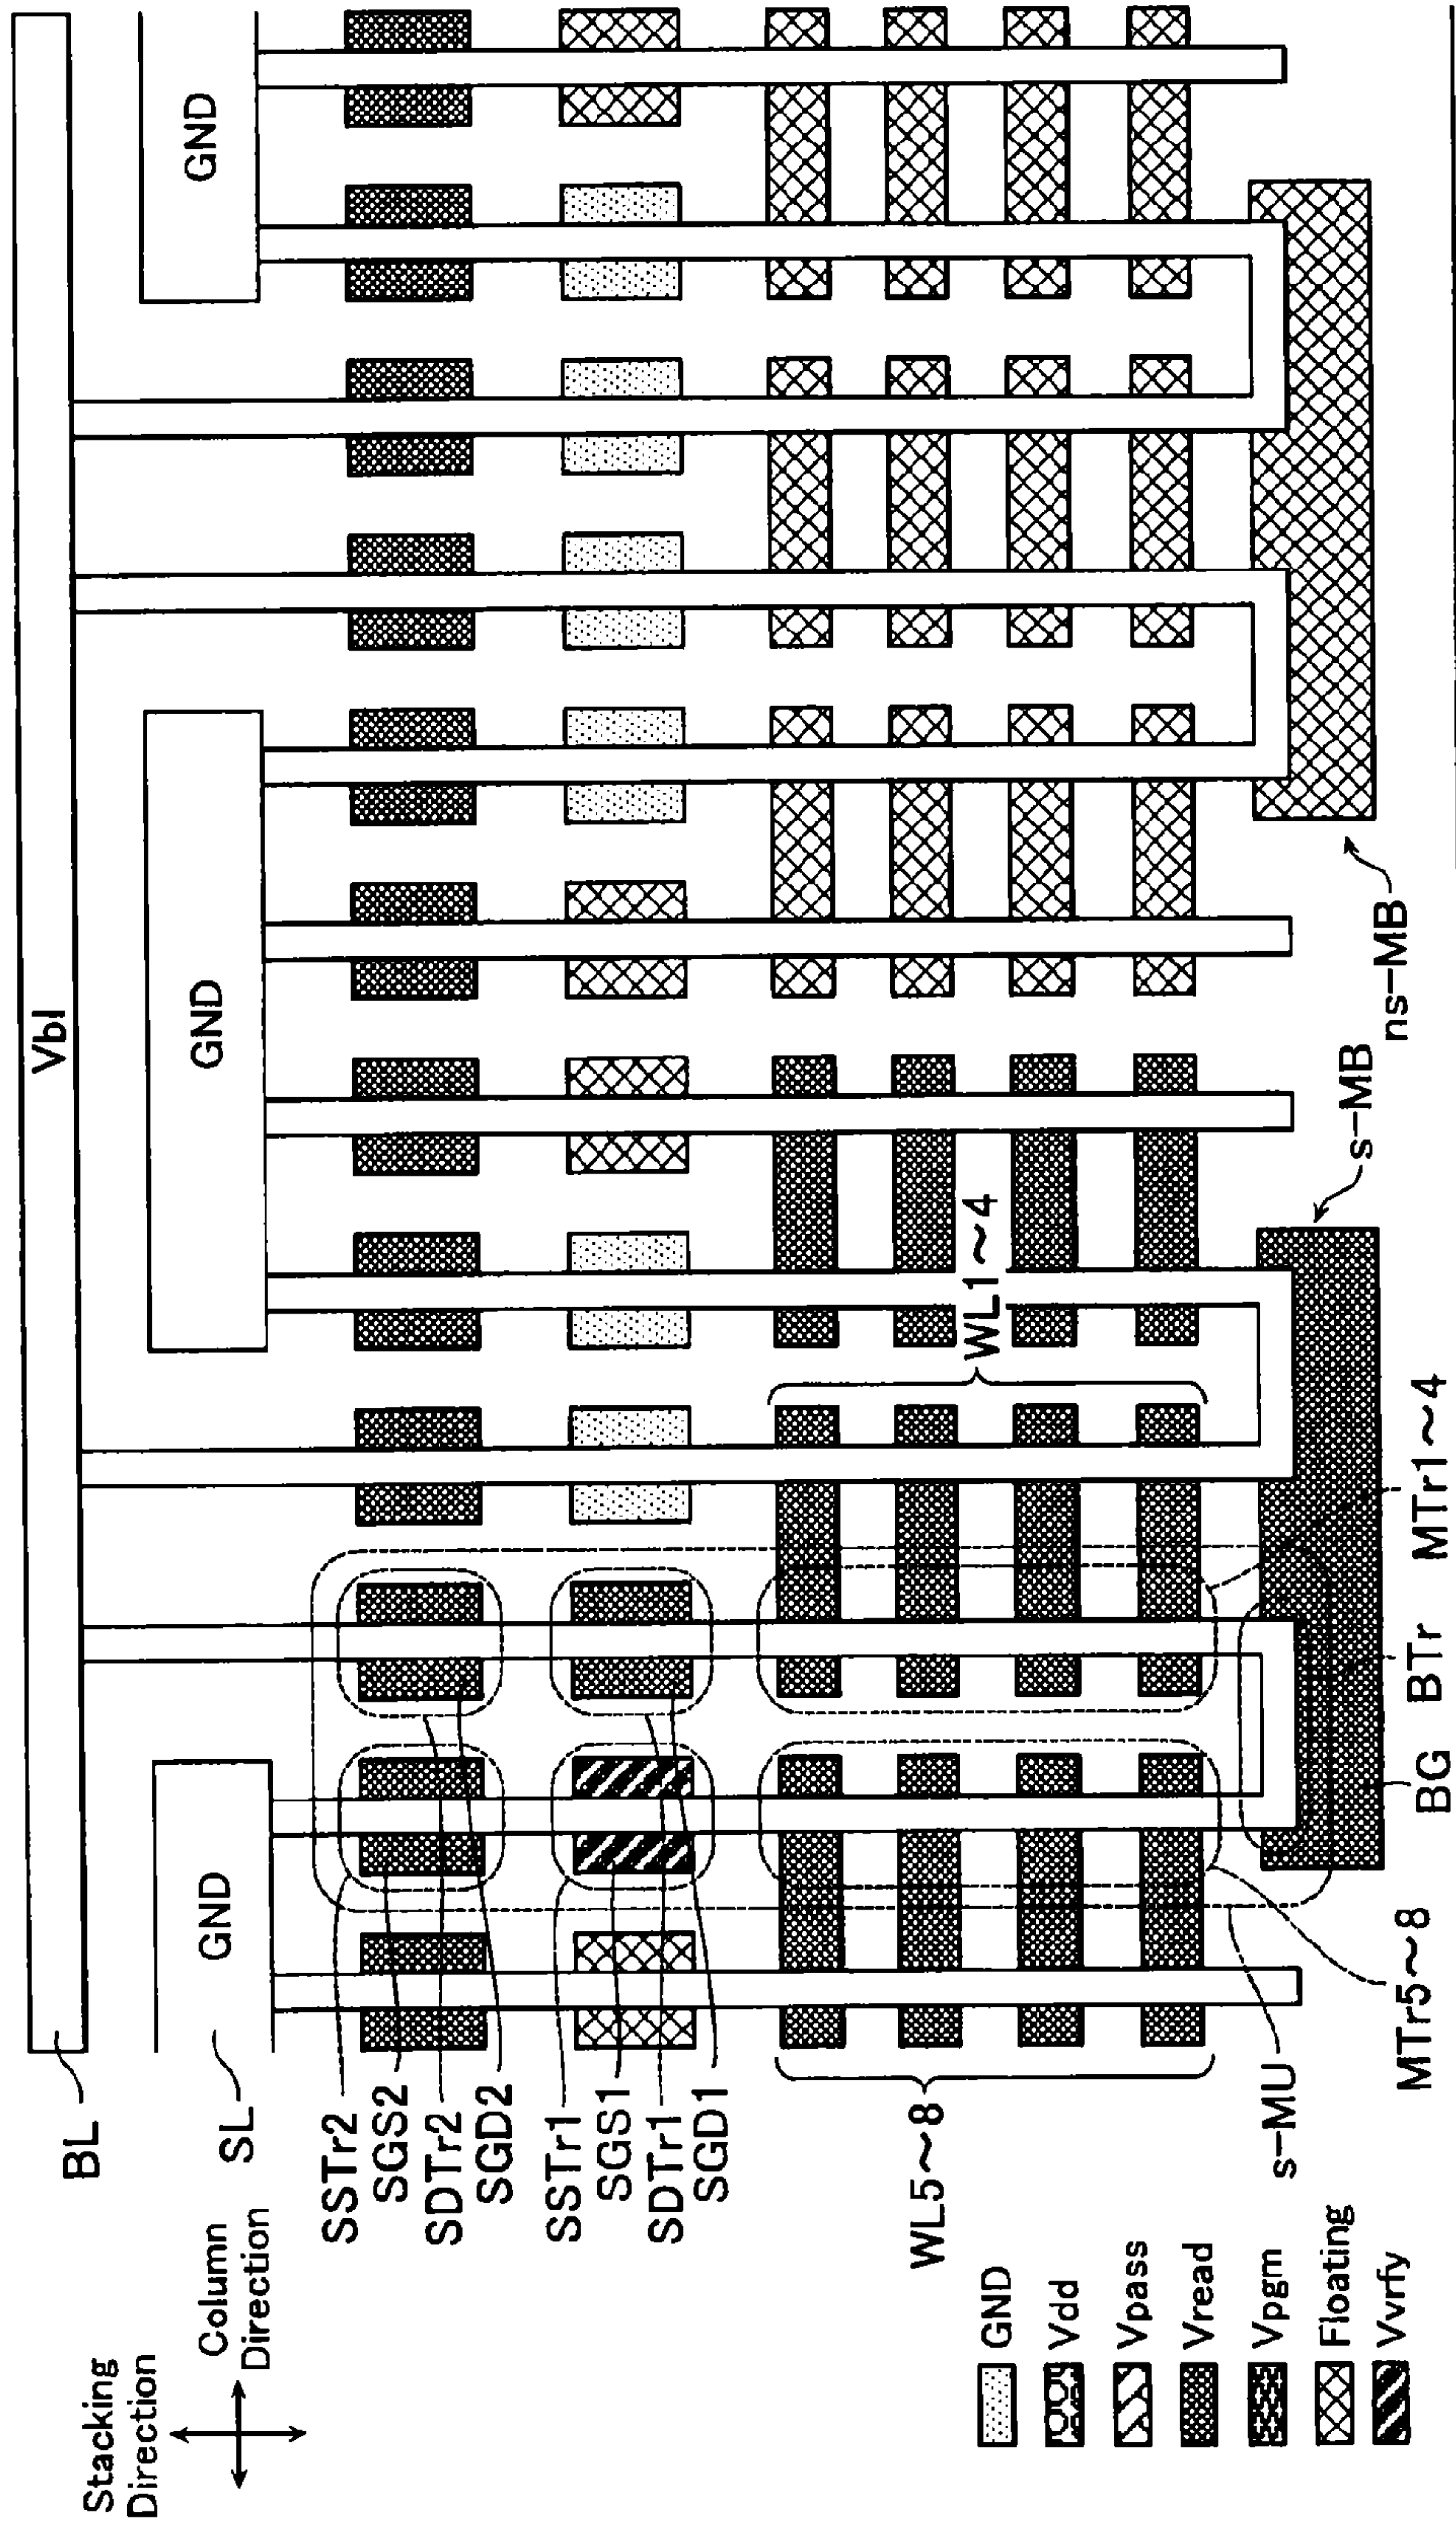 Stacking
Direction
Column
Direction
BL
Vbl
SL
GND
GND
GND
SSTr2
SGS2
SDTr2
SGD2
SSTr1
SGS1
SDTr1
SGD1
WL5~8
WL1~4
s-MU
MTr5~8
BG
BTr
MTr1~4
s-MB
ns-MB
GND
Vdd
Vpass
Vread
Vpgm
Floating
Vvrfy